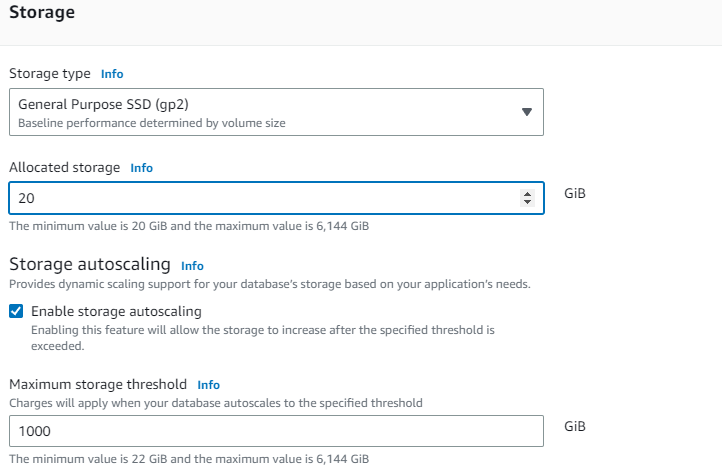 Storage
Storage type Info
General Purpose SSD (gp2)
Baseline performance determined by volume size
Allocated storage Info
20
GiB
The minimum value is 20 GiB and the maximum value is 6,144 GiB
Storage autoscaling Info
Provides dynamic scaling support for your database's storage based on your application's needs.
Enable storage autoscaling
Enabling this feature will allow the storage to increase after the specified threshold is
exceeded.
Maximum storage threshold Info
Charges will apply when your database autoscales to the specified threshold
1000
GiB
The minimum value is 22 GiB and the maximum value is 6,144 GiB